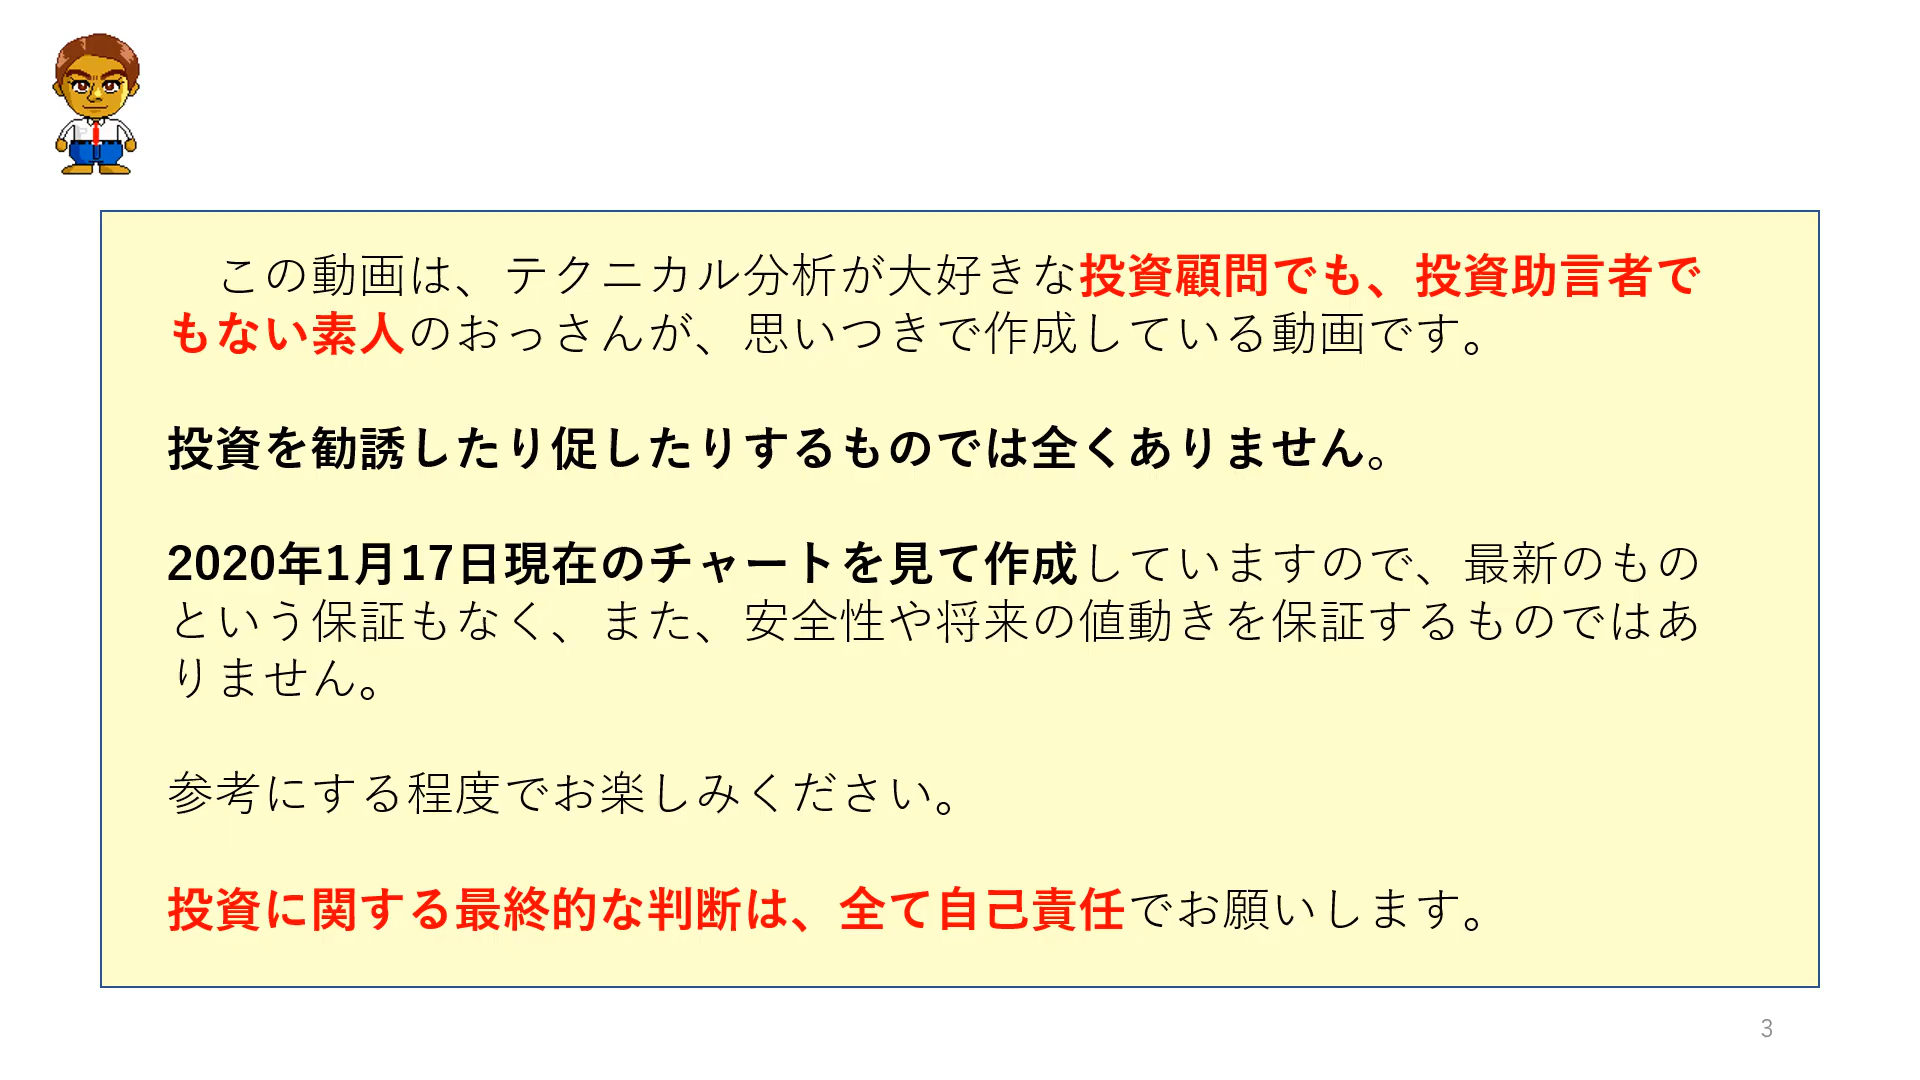 この動画は、テクニカル分析が大好きな投資顧問でも、投資助言者で
もない素人のおっさんが、思いつきで作成している動画です。
投資を勧誘したり促したりするものでは全くありません。
2020年1月17日現在のチャートを見て作成していますので、最新のもの
という保証もなく、また、安全性や将来の値動きを保証するものではあ
りません。
参考にする程度でお楽しみください。
投資に関する最終的な判断は、全て自己責任でお願いします。
3